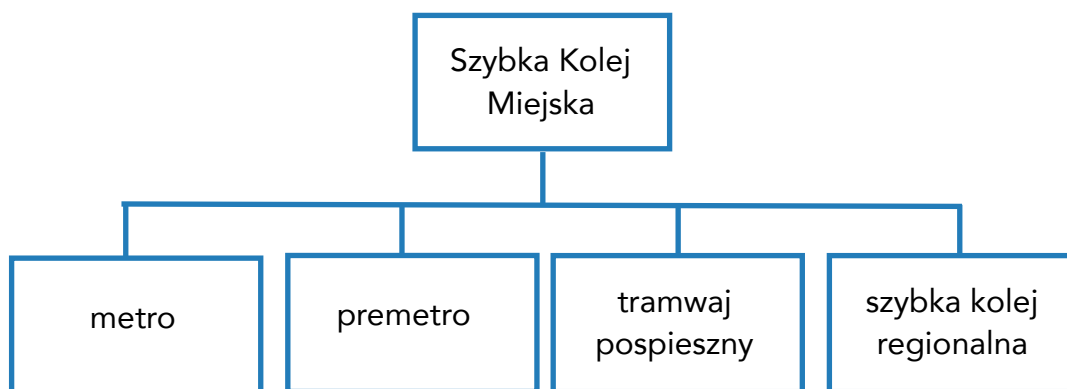 Szybka Kolej
Miejska
metro
premetro
tramwaj
pospieszny
szybka kolej
regionalna